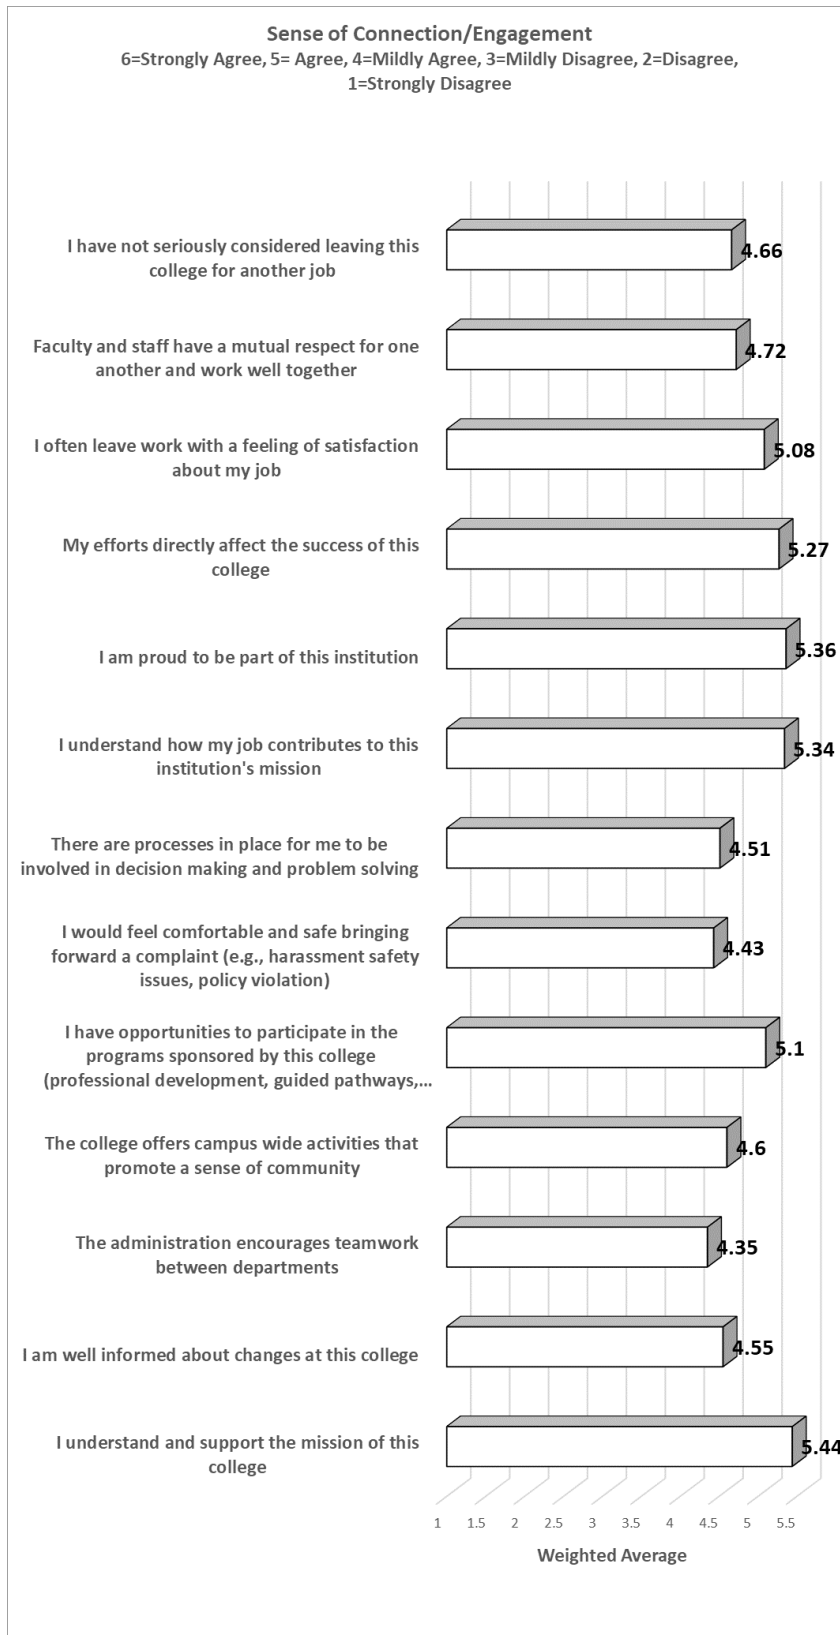 Sense of Connection/Engagement
6=Strongly Agree, 5= Agree, 4=Mildly Agree, 3=Mildly Disagree, 2=Disagree,
1=Strongly Disagree
I have not seriously considered leaving this
college for another job
4.66
Faculty and staff have a mutual respect for one
another and work well together
4.72
I often leave work with a feeling of satisfaction
about my job
5.08
My efforts directly affect the success of this
college
5.27
I am proud to be part of this institution
5.36
I understand how my job contributes to this
institution's mission
5.34
There are processes in place for me to be
involved in decision making and problem solving
4.51
I would feel comfortable and safe bringing
forward a complaint (e.g., harassment safety
issues, policy violation)
4.43
I have opportunities to participate in the
programs sponsored by this college
(professional development, guided pathways,...
5.1
The college offers campus wide activities that
promote a sense of community
4.6
The administration encourages teamwork
between departments
4.35
I am well informed about changes at this college
4.55
I understand and support the mission of this
college
5.44
1 1.5 2 2.5 3 3.5 4 4.5 5 5.5
Weighted Average